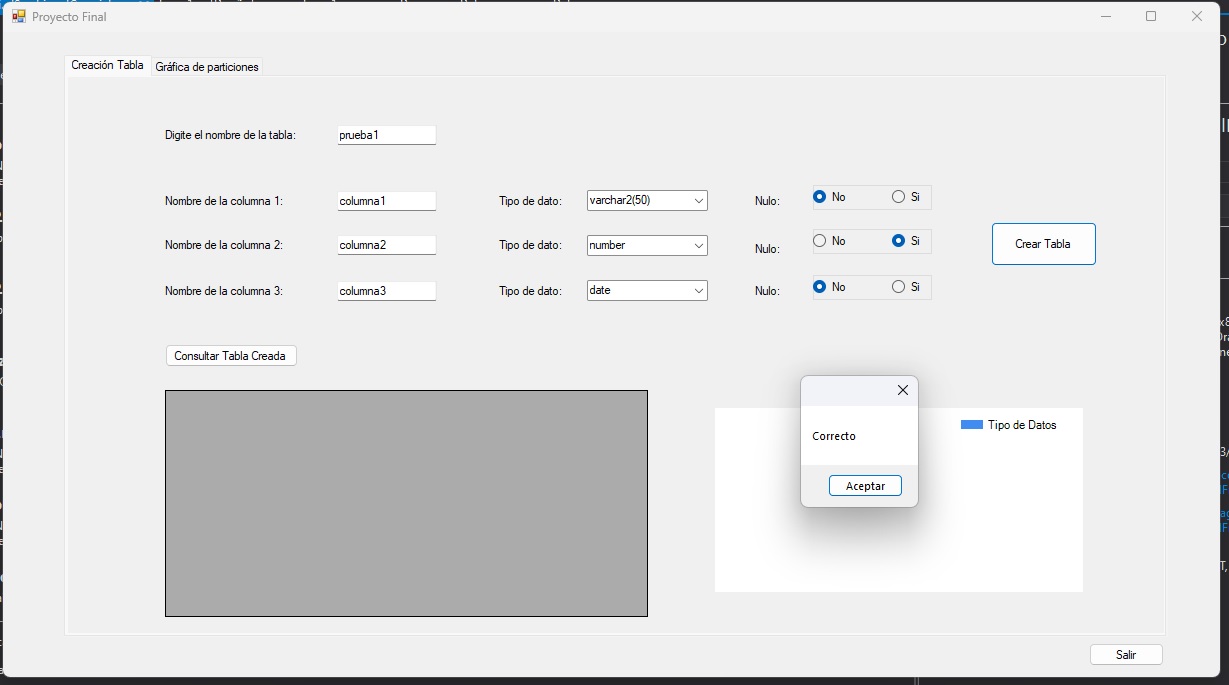 Proyecto Final
Creación Tabla
Gráfica de particiones
Digite el nombre de la tabla: prueba1
Nombre de la columna 1: columna1 Tipo de dato: varchar2(50) Nulo: No Si
Nombre de la columna 2: columna2 Tipo de dato: number Nulo: No Si
Nombre de la columna 3: columna3 Tipo de dato: date Nulo: No Si
Crear Tabla
Consultar Tabla Creada
Tipo de Datos
Correcto
Aceptar
Salir